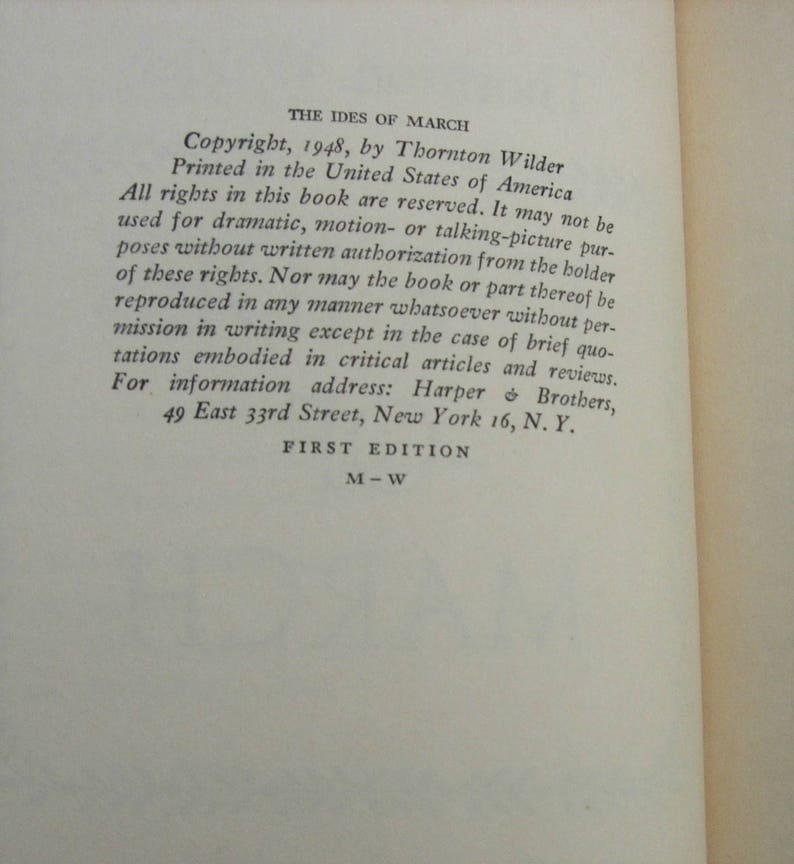 THE IDES OF MARCH
Copyright, 1948, by Thornton Wilder
Printed in the United States of America
All rights in this book are reserved. It may not be
used for dramatic, motion- or talking-picture pur-
poses without written authorization from the holder
of these rights. Nor may the book or part thereof be
reproduced in any manner whatsoever without per-
mission in writing except in the case of brief quo-
tations embodied in critical articles and reviews.
For information address: Harper & Brothers,
49 East 33rd Street, New York 16, N. Y.
FIRST EDITION
M – W
MARCH